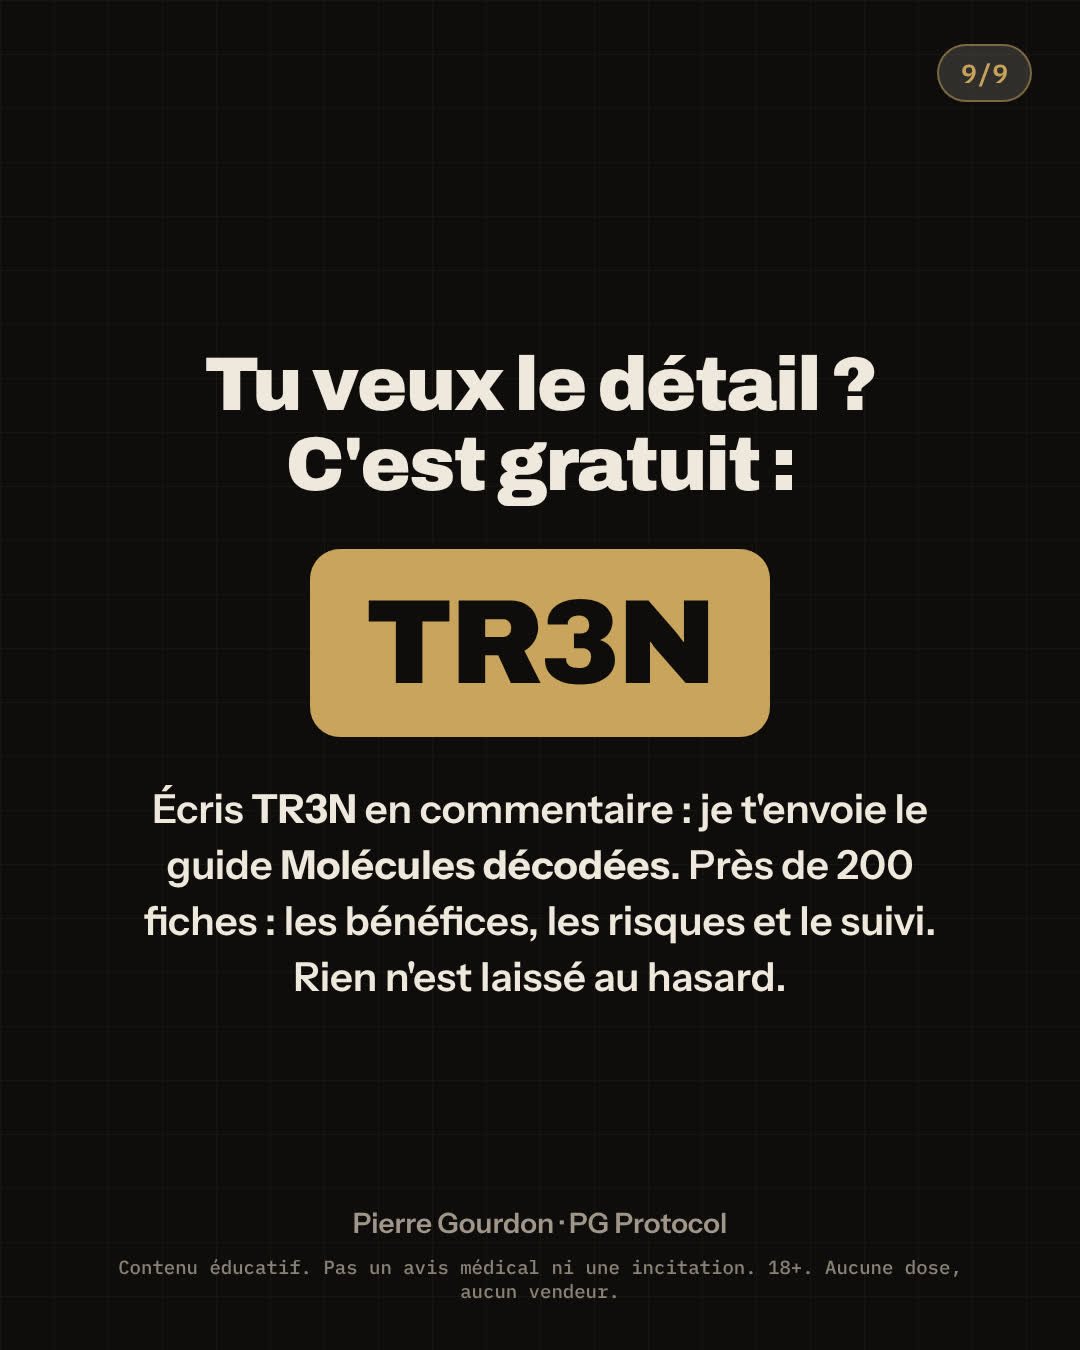 9/9
Tu veux le détail ?
C'est gratuit :
TR3N
Écris TR3N en commentaire : je t'envoie le
guide Molécules décodées. Près de 200
fiches : les bénéfices, les risques et le suivi.
Rien n'est laissé au hasard.
Pierre Gourdon · PG Protocol
Contenu éducatif. Pas un avis médical ni une incitation. 18+. Aucune dose,
aucun vendeur.